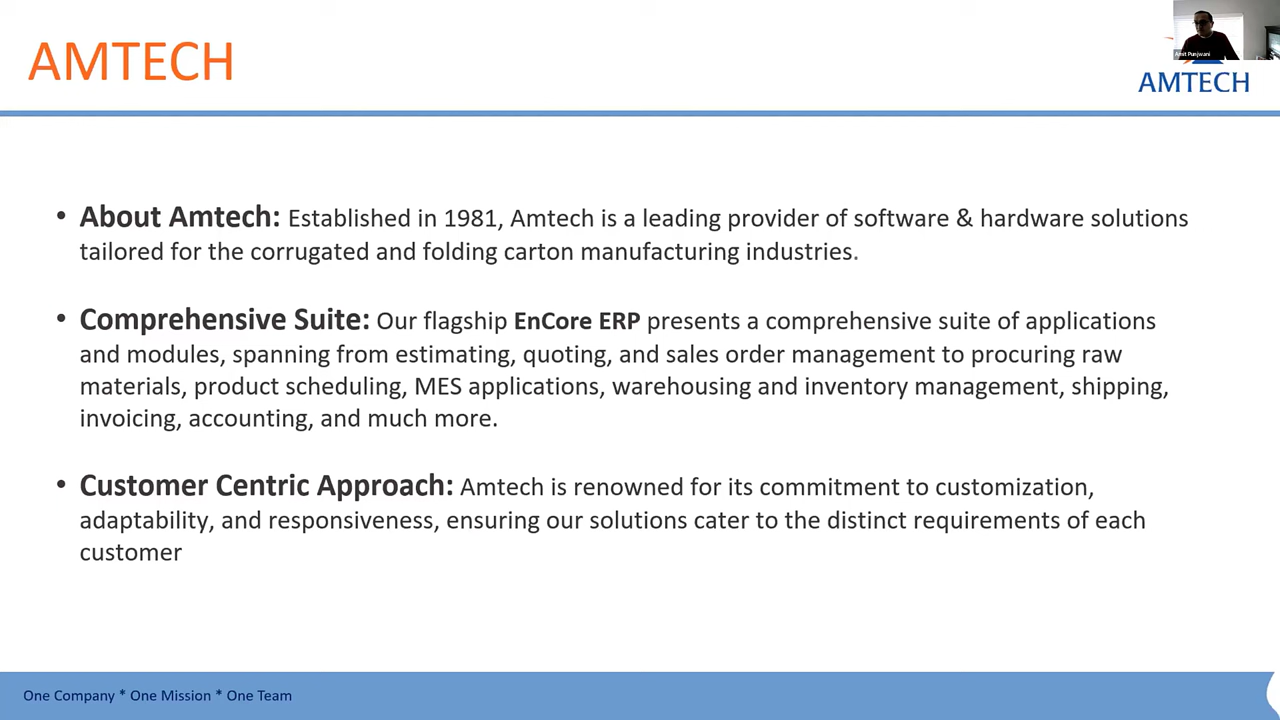 AMTECH
Amit Punjwani
AMTECH
• About Amtech: Established in 1981, Amtech is a leading provider of software & hardware solutions
tailored for the corrugated and folding carton manufacturing industries.
• Comprehensive Suite: Our flagship EnCore ERP presents a comprehensive suite of applications
and modules, spanning from estimating, quoting, and sales order management to procuring raw
materials, product scheduling, MES applications, warehousing and inventory management, shipping,
invoicing, accounting, and much more.
• Customer Centric Approach: Amtech is renowned for its commitment to customization,
adaptability, and responsiveness, ensuring our solutions cater to the distinct requirements of each
customer
One Company * One Mission * One Team